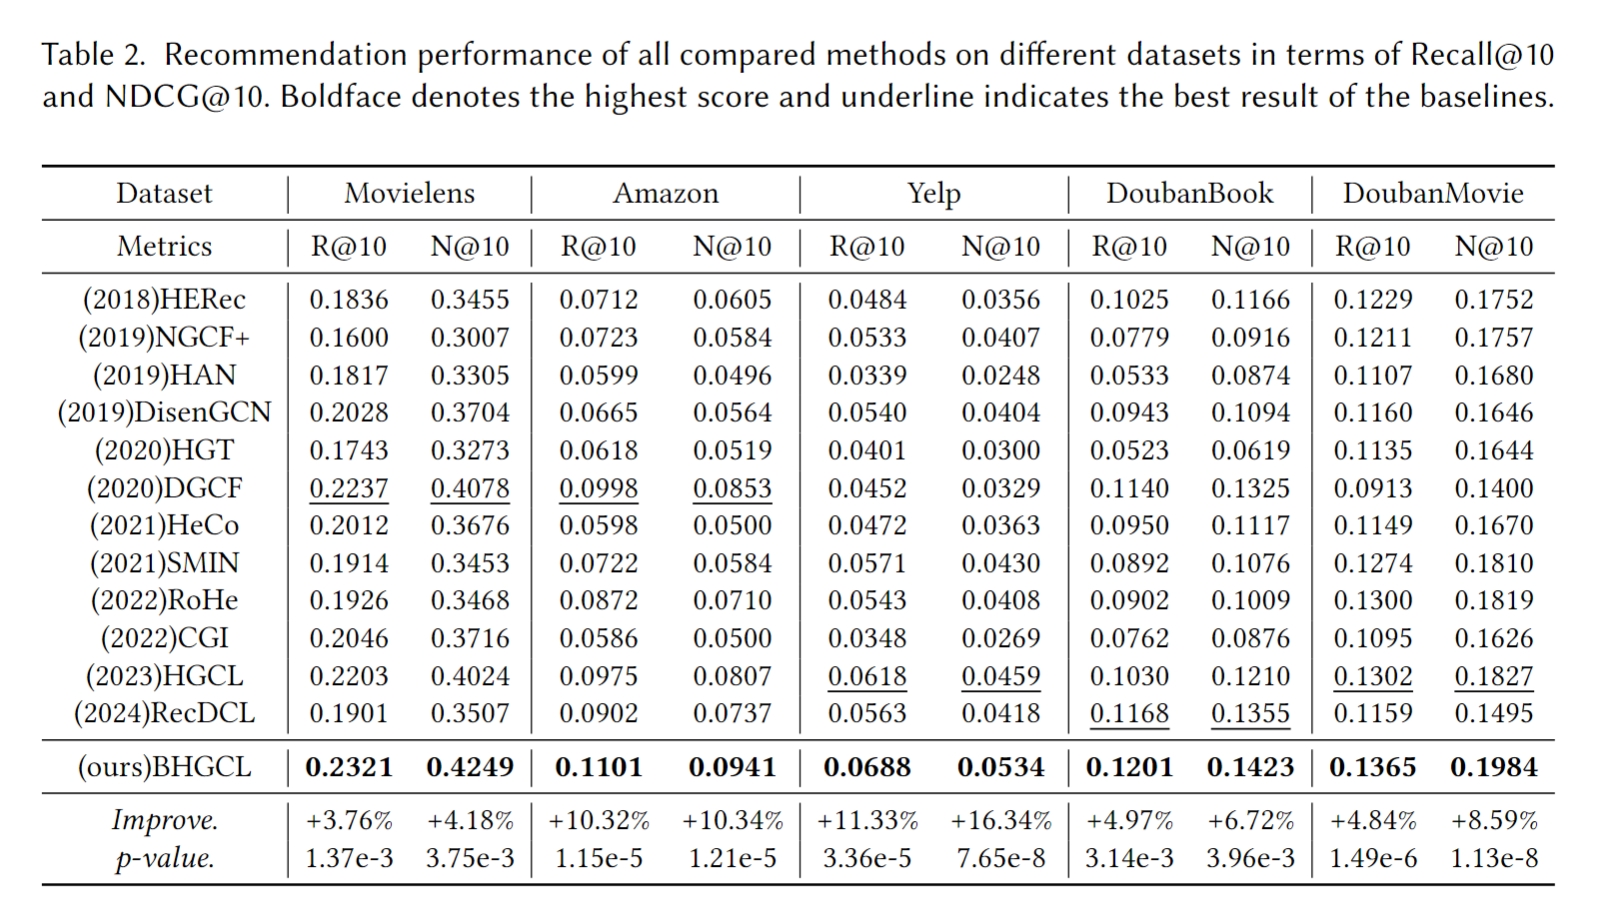 Table 2. Recommendation performance of all compared methods on different datasets in terms of Recall@10
and NDCG@10. Boldface denotes the highest score and underline indicates the best result of the baselines.
Dataset Movielens Amazon Yelp DoubanBook DoubanMovie
Metrics R@10 N@10 R@10 N@10 R@10 N@10 R@10 N@10 R@10 N@10
(2018)HERec 0.1836 0.3455 0.0712 0.0605 0.0484 0.0356 0.1025 0.1166 0.1229 0.1752
(2019)NGCF+ 0.1600 0.3007 0.0723 0.0584 0.0533 0.0407 0.0779 0.0916 0.1211 0.1757
(2019)HAN 0.1817 0.3305 0.0599 0.0496 0.0339 0.0248 0.0533 0.0874 0.1107 0.1680
(2019)DisenGCN 0.2028 0.3704 0.0665 0.0564 0.0540 0.0404 0.0943 0.1094 0.1160 0.1646
(2020)HGT 0.1743 0.3273 0.0618 0.0519 0.0401 0.0300 0.0523 0.0619 0.1135 0.1644
(2020)DGCF 0.2237 0.4078 0.0998 0.0853 0.0452 0.0329 0.1140 0.1325 0.0913 0.1400
(2021)HeCo 0.2012 0.3676 0.0598 0.0500 0.0472 0.0363 0.0950 0.1117 0.1149 0.1670
(2021)SMIN 0.1914 0.3453 0.0722 0.0584 0.0571 0.0430 0.0892 0.1076 0.1274 0.1810
(2022)RoHe 0.1926 0.3468 0.0872 0.0710 0.0543 0.0408 0.0902 0.1009 0.1300 0.1819
(2022)CGI 0.2046 0.3716 0.0586 0.0500 0.0348 0.0269 0.0762 0.0876 0.1095 0.1626
(2023)HGCL 0.2203 0.4024 0.0975 0.0807 0.0618 0.0459 0.1030 0.1210 0.1302 0.1827
(2024)RecDCL 0.1901 0.3507 0.0902 0.0737 0.0563 0.0418 0.1168 0.1355 0.1159 0.1495
(ours)BHGCL 0.2321 0.4249 0.1101 0.0941 0.0688 0.0534 0.1201 0.1423 0.1365 0.1984
Improve. +3.76% +4.18% +10.32% +10.34% +11.33% +16.34% +4.97% +6.72% +4.84% +8.59%
p-value. 1.37e-3 3.75e-3 1.15e-5 1.21e-5 3.36e-5 7.65e-8 3.14e-3 3.96e-3 1.49e-6 1.13e-8